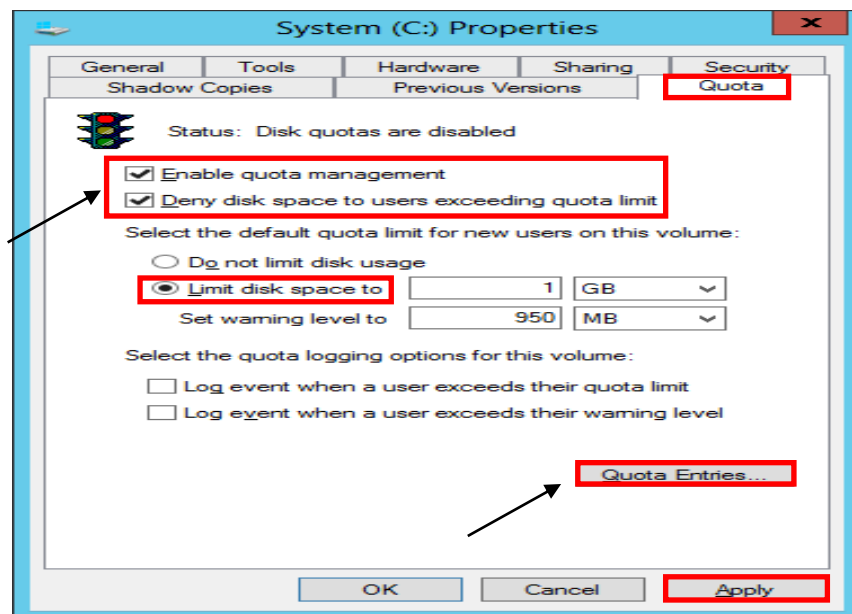 System (C:) Properties
x
General Tools Hardware Sharing Security
Shadow Copies Previous Versions Quota
Status: Disk quotas are disabled
Enable quota management
Deny disk space to users exceeding quota limit
Select the default quota limit for new users on this volume:
Do not limit disk usage
Limit disk space to 1 GB
Set warning level to 950 MB
Select the quota logging options for this volume:
Log event when a user exceeds their quota limit
Log event when a user exceeds their warning level
Quota Entries...
OK Cancel Apply